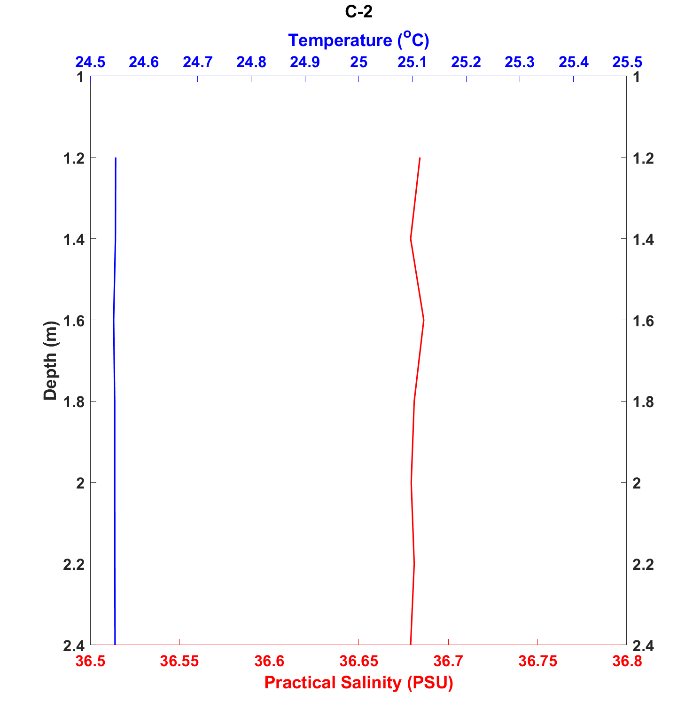 C-2
Temperature (°C)
24.5 24.6 24.7 24.8 24.9 25 25.1 25.2 25.3 25.4 25.5
1 1
1.2 1.2
1.4 1.4
1.6 1.6
Depth (m)
1.8 1.8
2 2
2.2 2.2
2.4 2.4
36.5 36.55 36.6 36.65 36.7 36.75 36.8
Practical Salinity (PSU)